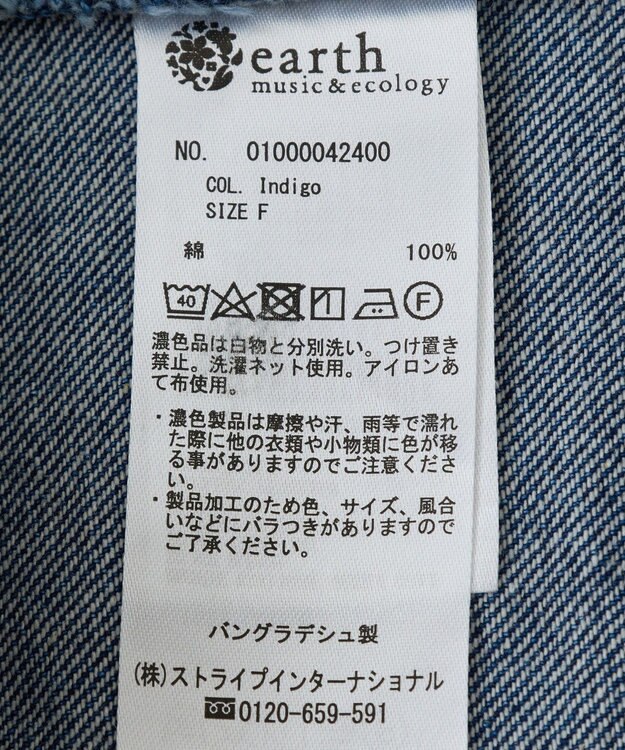 earth
music&ecology
NO. 01000042400
COL. Indigo
SIZE F
綿 100%
40 F
濃色品は白物と分別洗い。つけ置き
禁止。洗濯ネット使用。アイロンあ
て布使用。
・濃色製品は摩擦や汗、雨等で濡れ
た際に他の衣類や小物類に色が移
る事がありますのでご注意くださ
い。
・製品加工のため色、サイズ、風合
いなどにバラつきがありますので
ご了承ください。
バングラデシュ製
(株)ストライプインターナショナル
0120-659-591